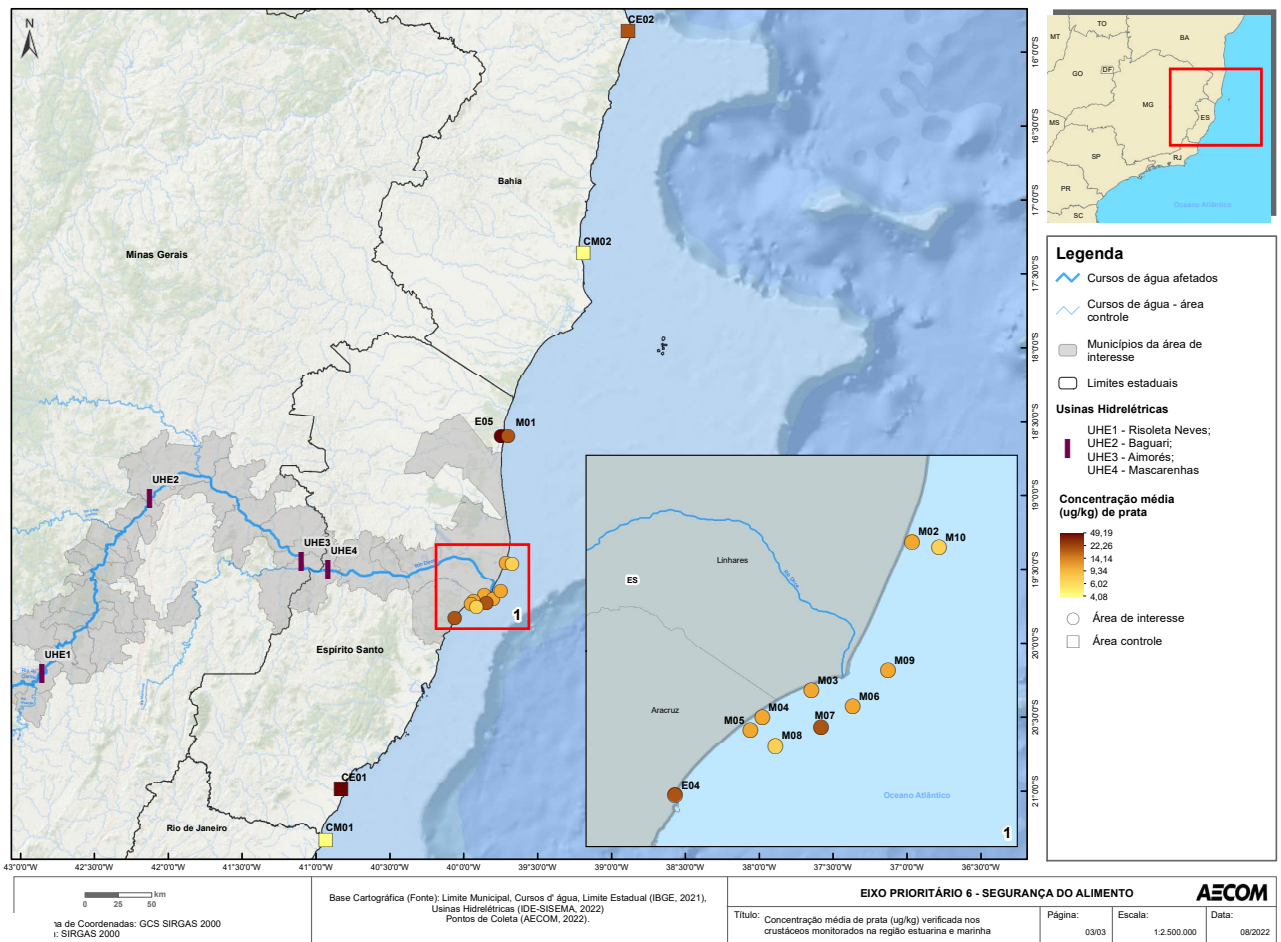 N
CE02
Bahia
CM02
Minas Gerais
E05
M01
UHE2
UHE3
UHE4
Rio Doce
1
UHE1
Espírito Santo
CE01
CM01
Rio de Janeiro
Linhares
ES
Rio Doce
M02
M10
M09
M03
M06
M04
M07
M05
M08
Aracruz
E04
Oceano Atlântico
1
16°0'0"S
16°30'0"S
17°0'0"S
17°30'0"S
18°0'0"S
18°30'0"S
19°0'0"S
19°30'0"S
20°0'0"S
20°30'0"S
21°0'0"S
43°0'0"W
42°30'0"W
42°0'0"W
41°30'0"W
41°0'0"W
40°30'0"W
40°0'0"W
39°30'0"W
39°0'0"W
38°30'0"W
38°0'0"W
37°30'0"W
37°0'0"W
36°30'0"W
TO
MT
BA
GO
DF
MG
MS
ES
SP
RJ
PR
SC
Oceano Atlântico
Legenda
Cursos de água afetados
Cursos de água - área
controle
Municípios da área de
interesse
Limites estaduais
Usinas Hidrelétricas
UHE1 - Risoleta Neves;
UHE2 - Baguari;
UHE3 - Aimorés;
UHE4 - Mascarenhas
Concentração média
(ug/kg) de prata
49,19
22,26
14,14
9,34
6,02
4,08
Área de interesse
Área controle
km
0 25 50
na de Coordenadas: GCS SIRGAS 2000
: SIRGAS 2000
Base Cartográfica (Fonte): Limite Municipal, Cursos d' água, Limite Estadual (IBGE, 2021),
Usinas Hidrelétricas (IDE-SISEMA, 2022)
Pontos de Coleta (AECOM, 2022).
EIXO PRIORITÁRIO 6 - SEGURANÇA DO ALIMENTO
AECOM
Título:
Concentração média de prata (ug/kg) verificada nos
crustáceos monitorados na região estuarina e marinha
Página:
03/03
Escala:
1:2.500.000
Data:
08/2022